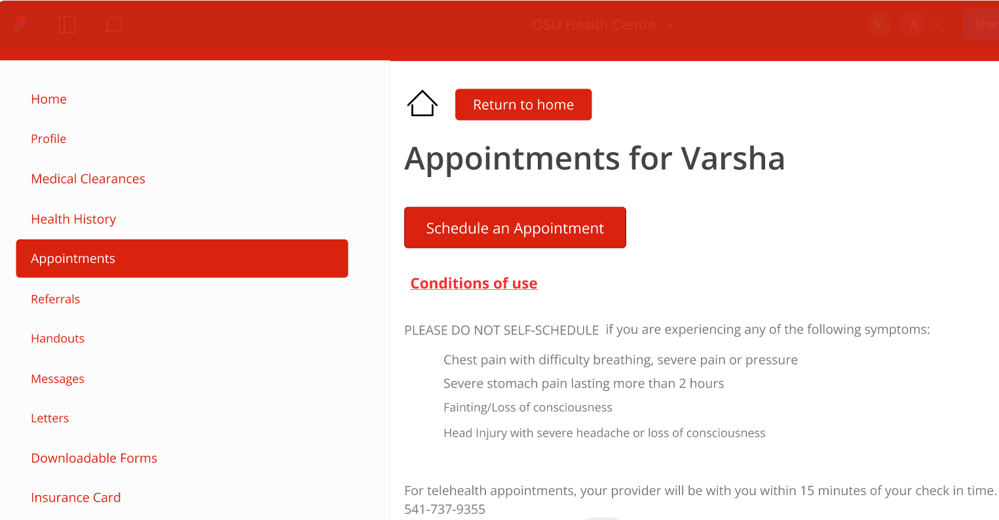 OSU Health Centre
V
A
Shar
Home
Profile
Medical Clearances
Health History
Appointments
Referrals
Handouts
Messages
Letters
Downloadable Forms
Insurance Card
Return to home
Appointments for Varsha
Schedule an Appointment
Conditions of use
PLEASE DO NOT SELF-SCHEDULE if you are experiencing any of the following symptoms:
Chest pain with difficulty breathing, severe pain or pressure
Severe stomach pain lasting more than 2 hours
Fainting/Loss of consciousness
Head Injury with severe headache or loss of consciousness
For telehealth appointments, your provider will be with you within 15 minutes of your check in time.
541-737-9355